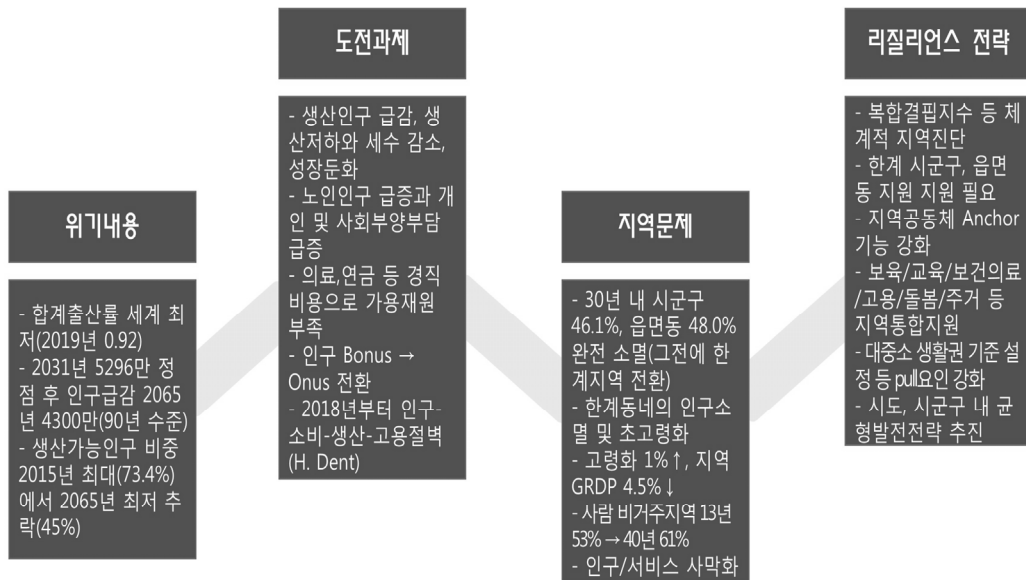 위기내용
- 합계출산률 세계 최
저(2019년 0.92)
- 2031년 5296만 정
점 후 인구급감 2065
년 4300만(90년 수준)
- 생산가능인구 비중
2015년 최대(73.4%)
에서 2065년 최저 추
락(45%)
도전과제
- 생산인구 급감, 생
산저하와 세수 감소,
성장둔화
- 노인인구 급증과 개
인 및 사회부양부담
급증
- 의료,연금 등 경직
비용으로 가용재원
부족
- 인구 Bonus →
Onus 전환
- 2018년부터 인구-
소비-생산-고용절벽
(H. Dent)
지역문제
- 30년 내 시군구
46.1%, 읍면동 48.0%
완전 소멸(그전에 한
계지역 전환)
- 한계동네의 인구소
멸 및 초고령화
- 고령화 1%↑, 지역
GRDP 4.5%↓
- 사람 비거주지역 13년
53% → 40년 61%
- 인구/서비스 사막화
리질리언스 전략
- 복합결핍지수 등 체
계적 지역진단
- 한계 시군구, 읍면
동 지원 지원 필요
- 지역공동체 Anchor
기능 강화
- 보육/교육/보건의료
/고용/돌봄/주거 등
지역통합지원
- 대중소 생활권 기준 설
정 등 pull요인 강화
- 시도, 시군구 내 균
형발전전략 추진